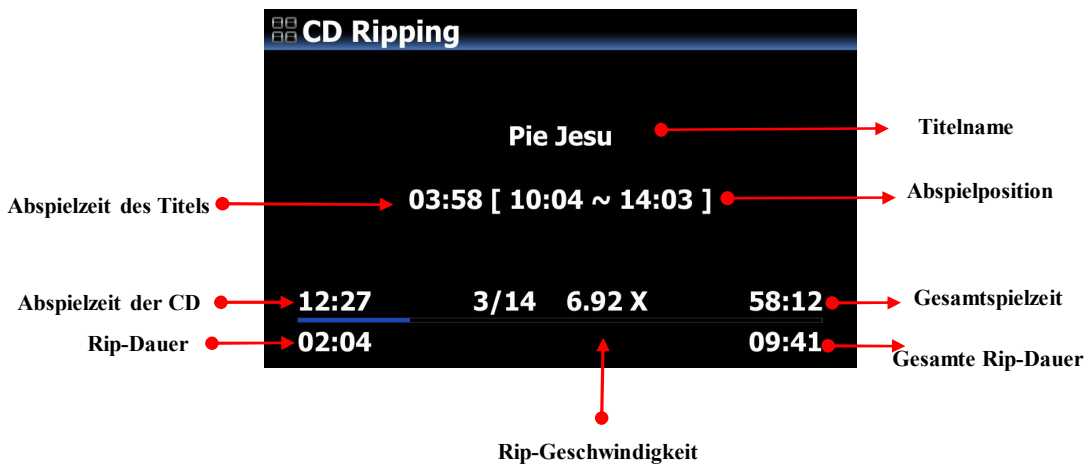 CD Ripping
Pie Jesu
Titelname
Abspielzeit des Titels
03:58 [ 10:04 ~ 14:03 ]
Abspielposition
Abspielzeit der CD
12:27 3/14 6.92 X 58:12
Gesamtspielzeit
Rip-Dauer
02:04 09:41
Gesamte Rip-Dauer
Rip-Geschwindigkeit